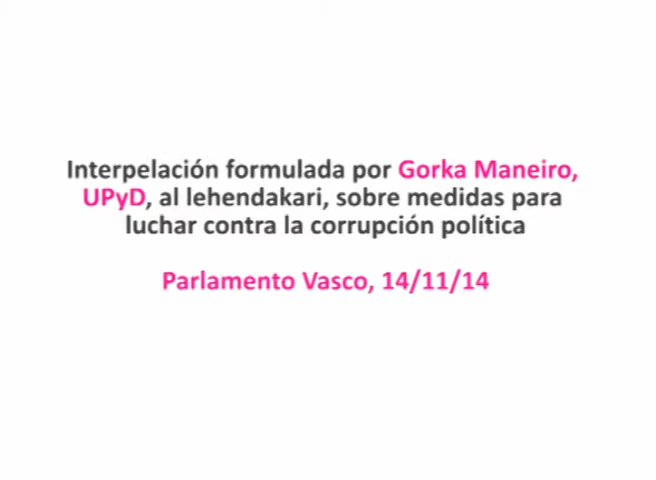 Interpelación formulada por Gorka Maneiro,
UPyD, al lehendakari, sobre medidas para
luchar contra la corrupción política
Parlamento Vasco, 14/11/14